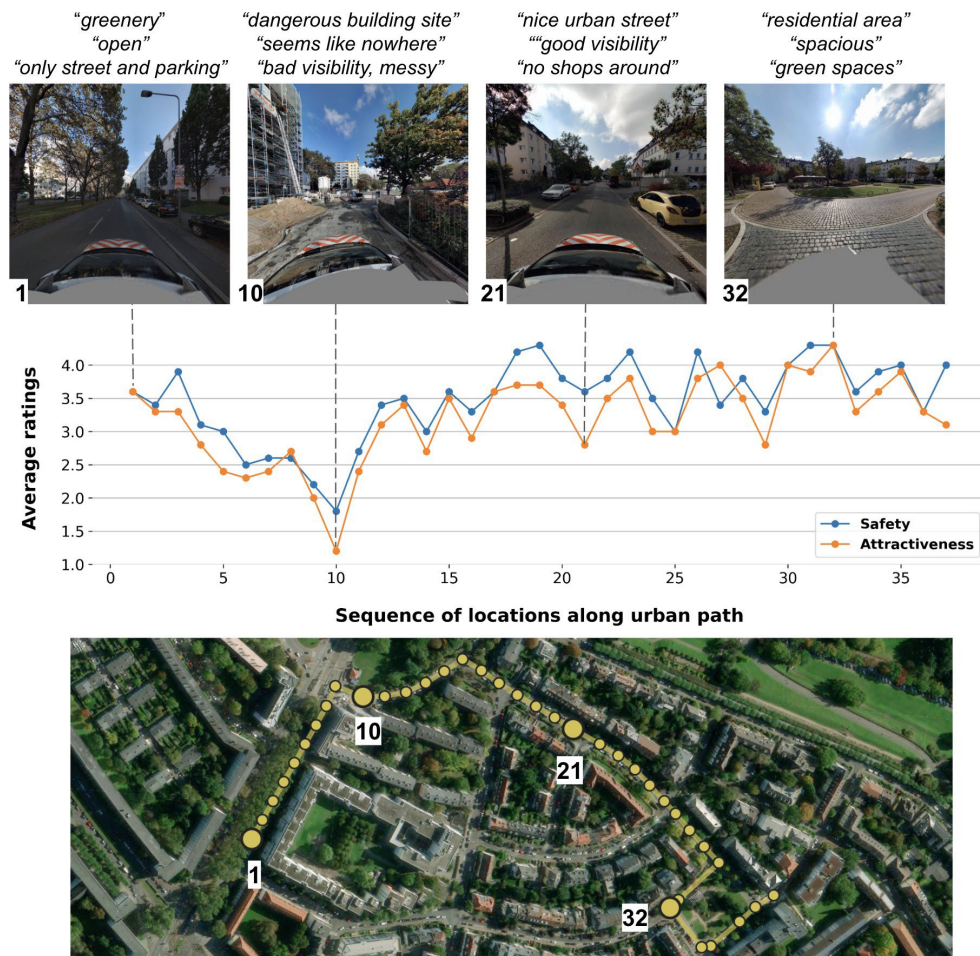 “greenery”
“open”
“only street and parking”
“dangerous building site”
“seems like nowhere”
“bad visibility, messy”
“nice urban street”
““good visibility”
“no shops around”
“residential area”
“spacious”
“green spaces”
1
10
21
32
Average ratings
4.0
3.5
3.0
2.5
2.0
1.5
1.0
Safety
Attractiveness
0 5 10 15 20 25 30 35
Sequence of locations along urban path
10
21
1
32